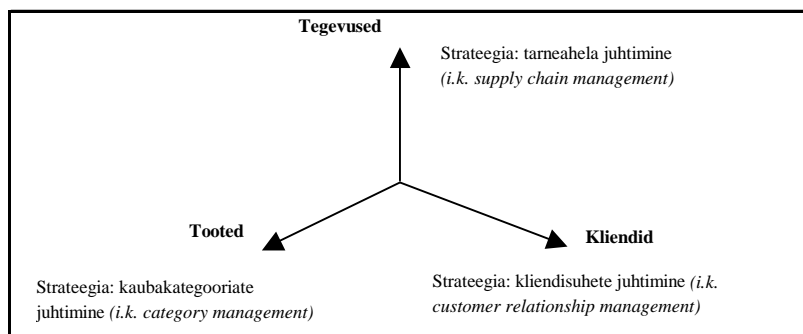 Tegevused
Strateegia: tarneahela juhtimine
(i.k. supply chain management)
Tooted
Kliendid
Strateegia: kaubakategooriate
juhtimine (i.k. category management)
Strateegia: kliendisuhete juhtimine (i.k.
customer relationship management)